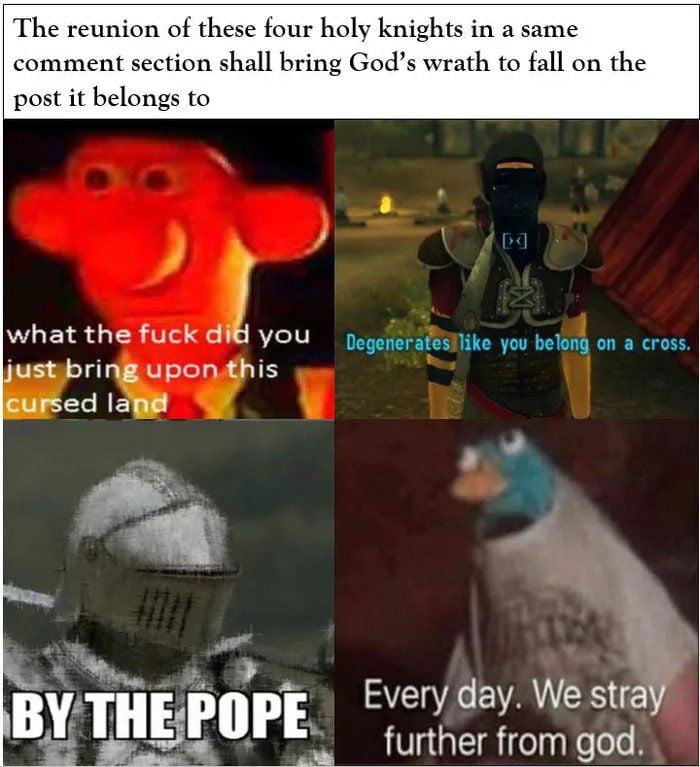 The reunion of these four holy knights in a same
comment section shall bring God's wrath to fall on the
post it belongs to
what the fuck did you
just bring upon this
cursed land
Degenerates like you belong on a cross.
BY THE POPE
Every day. We stray
further from god.